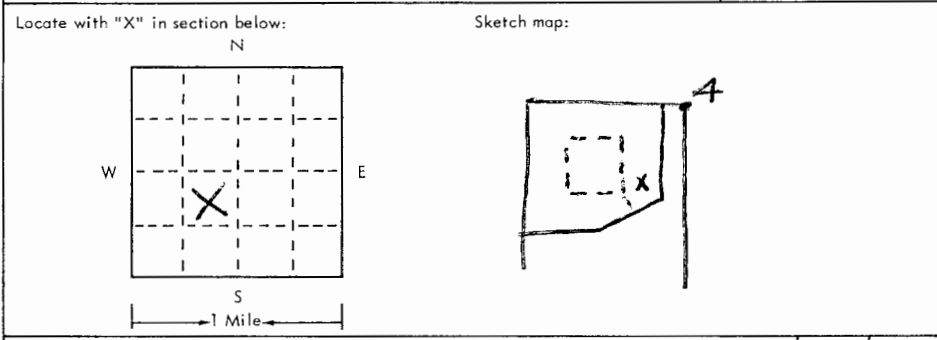 Locate with "X" in section below:
N
W
E
X
S
1 Mile
Sketch map:
4
X